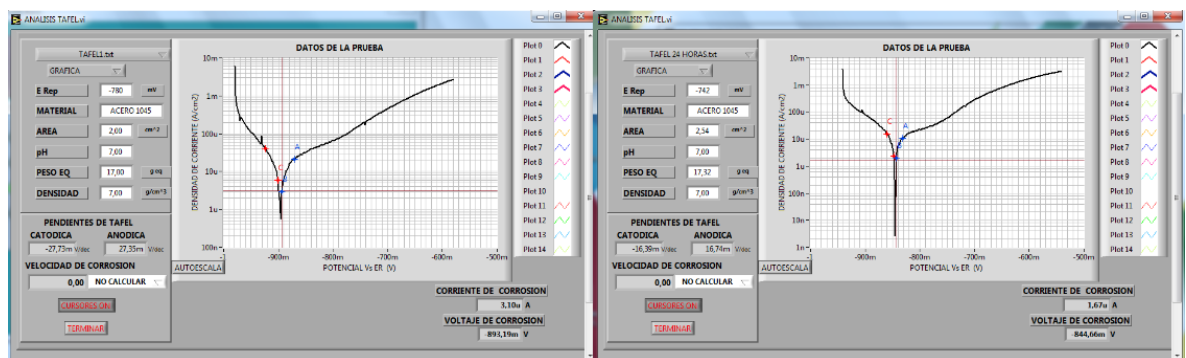 ANALISIS TAFEL.vi
TAFEL1.txt
GRAFICA
E Rep -780 mV
MATERIAL ACERO 1045
AREA 2,00 cm^2
pH 7,00
PESO EQ 17,00 g eq
DENSIDAD 7,00 g/cm^3
PENDIENTES DE TAFEL
CATODICA ANODICA
-27,73m V/dec 27,35m V/dec
VELOCIDAD DE CORROSION
0,00 NO CALCULAR
CURSORES ON
TERMINAR
DATOS DE LA PRUEBA
DENSIDAD DE CORRIENTE (A/cm2)
10m
1m
100u
10u
1u
100n
C
A
-1 -900m -800m -700m -600m -500m
AUTOESCALA
POTENCIAL Vs ER (V)
Plot 0
Plot 1
Plot 2
Plot 3
Plot 4
Plot 5
Plot 6
Plot 7
Plot 8
Plot 9
Plot 10
Plot 11
Plot 12
Plot 13
Plot 14
CORRIENTE DE CORROSION
3,10u A
VOLTAJE DE CORROSION
-893,19m V
ANALISIS TAFEL.vi
TAFEL 24 HORAS.txt
GRAFICA
E Rep -742 mV
MATERIAL ACERO 1045
AREA 2,54 cm^2
pH 7,00
PESO EQ 17,32 g eq
DENSIDAD 7,00 g/cm^3
PENDIENTES DE TAFEL
CATODICA ANODICA
-16,39m V/dec 16,74m V/dec
VELOCIDAD DE CORROSION
0,00 NO CALCULAR
CURSORES ON
TERMINAR
DATOS DE LA PRUEBA
DENSIDAD DE CORRIENTE (A/cm2)
10m
1m
100u
10u
1u
100n
10n
1n
C
A
-1 -900m -800m -700m -600m -500m
AUTOESCALA
POTENCIAL Vs ER (V)
Plot 0
Plot 1
Plot 2
Plot 3
Plot 4
Plot 5
Plot 6
Plot 7
Plot 8
Plot 9
Plot 10
Plot 11
Plot 12
Plot 13
Plot 14
CORRIENTE DE CORROSION
1,67u A
VOLTAJE DE CORROSION
-844,66m V